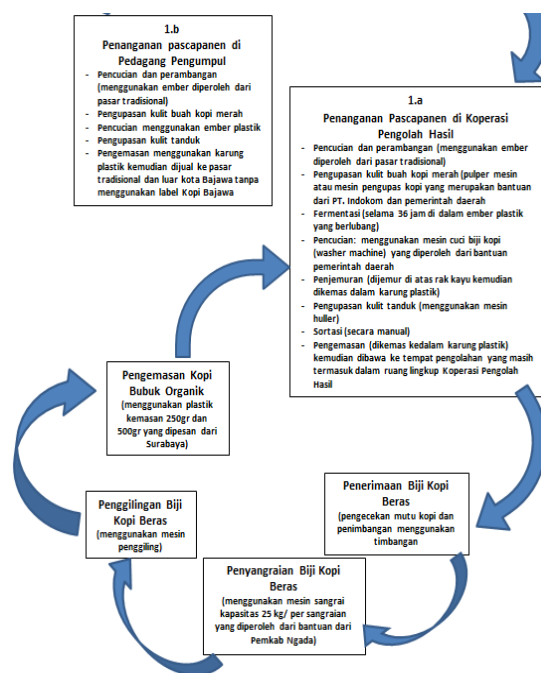 1.b
Penanganan pascapanen di
Pedagang Pengumpul
- Pencucian dan perambangan
(menggunakan ember diperoleh dari
pasar tradisional)
- Pengupasan kulit buah kopi merah
- Pencucian menggunakan ember plastik
- Pengupasan kulit tanduk
- Pengemasan menggunakan karung
plastik kemudian dijual ke pasar
tradisional dan luar kota Bajawa tanpa
menggunakan label Kopi Bajawa
1.a
Penanganan Pascapanen di Koperasi
Pengolah Hasil
- Pencucian dan perambangan (menggunakan ember
diperoleh dari pasar tradisional)
- Pengupasan kulit buah kopi merah (pulper mesin
atau mesin pengupas kopi yang merupakan bantuan
dari PT. Indokom dan pemerintah daerah
- Fermentasi (selama 36 jam di dalam ember plastik
yang berlubang)
- Pencucian: menggunakan mesin cuci biji kopi
(washer machine) yang diperoleh dari bantuan
pemerintah daerah
- Penjemuran (dijemur di atas rak kayu kemudian
dikemas dalam karung plastik)
- Pengupasan kulit tanduk (menggunakan mesin
huller)
- Sortasi (secara manual)
- Pengemasan (dikemas kedalam karung plastik)
kemudian dibawa ke tempat pengolahan yang masih
termasuk dalam ruang lingkup Koperasi Pengolah
Hasil
Pengemasan Kopi
Bubuk Organik
(menggunakan plastik
kemasan 250gr dan
500gr yang dipesan dari
Surabaya)
Penerimaan Biji Kopi
Beras
(pengecekan mutu kopi dan
penimbangan menggunakan
timbangan
Penggilingan Biji
Kopi Beras
(menggunakan mesin
penggiling)
Penyangraian Biji Kopi
Beras
(menggunakan mesin sangrai
kapasitas 25 kg/ per sangraian
yang diperoleh dari bantuan dari
Pemkab Ngada)